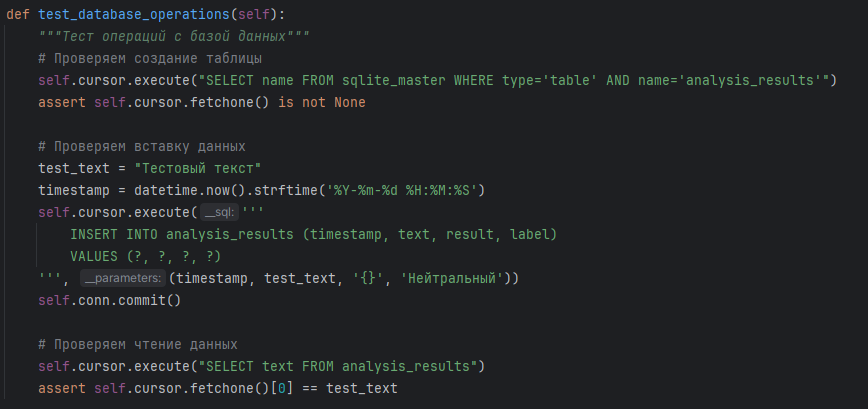 def test_database_operations(self):
    """Тест операций с базой данных"""
    # Проверяем создание таблицы
    self.cursor.execute("SELECT name FROM sqlite_master WHERE type='table' AND name='analysis_results'")
    assert self.cursor.fetchone() is not None

    # Проверяем вставку данных
    test_text = "Тестовый текст"
    timestamp = datetime.now().strftime('%Y-%m-%d %H:%M:%S')
    self.cursor.execute( __sql: '''
        INSERT INTO analysis_results (timestamp, text, result, label)
        VALUES (?, ?, ?, ?)
    ''', __parameters: (timestamp, test_text, '{}', 'Нейтральный'))
    self.conn.commit()

    # Проверяем чтение данных
    self.cursor.execute("SELECT text FROM analysis_results")
    assert self.cursor.fetchone()[0] == test_text